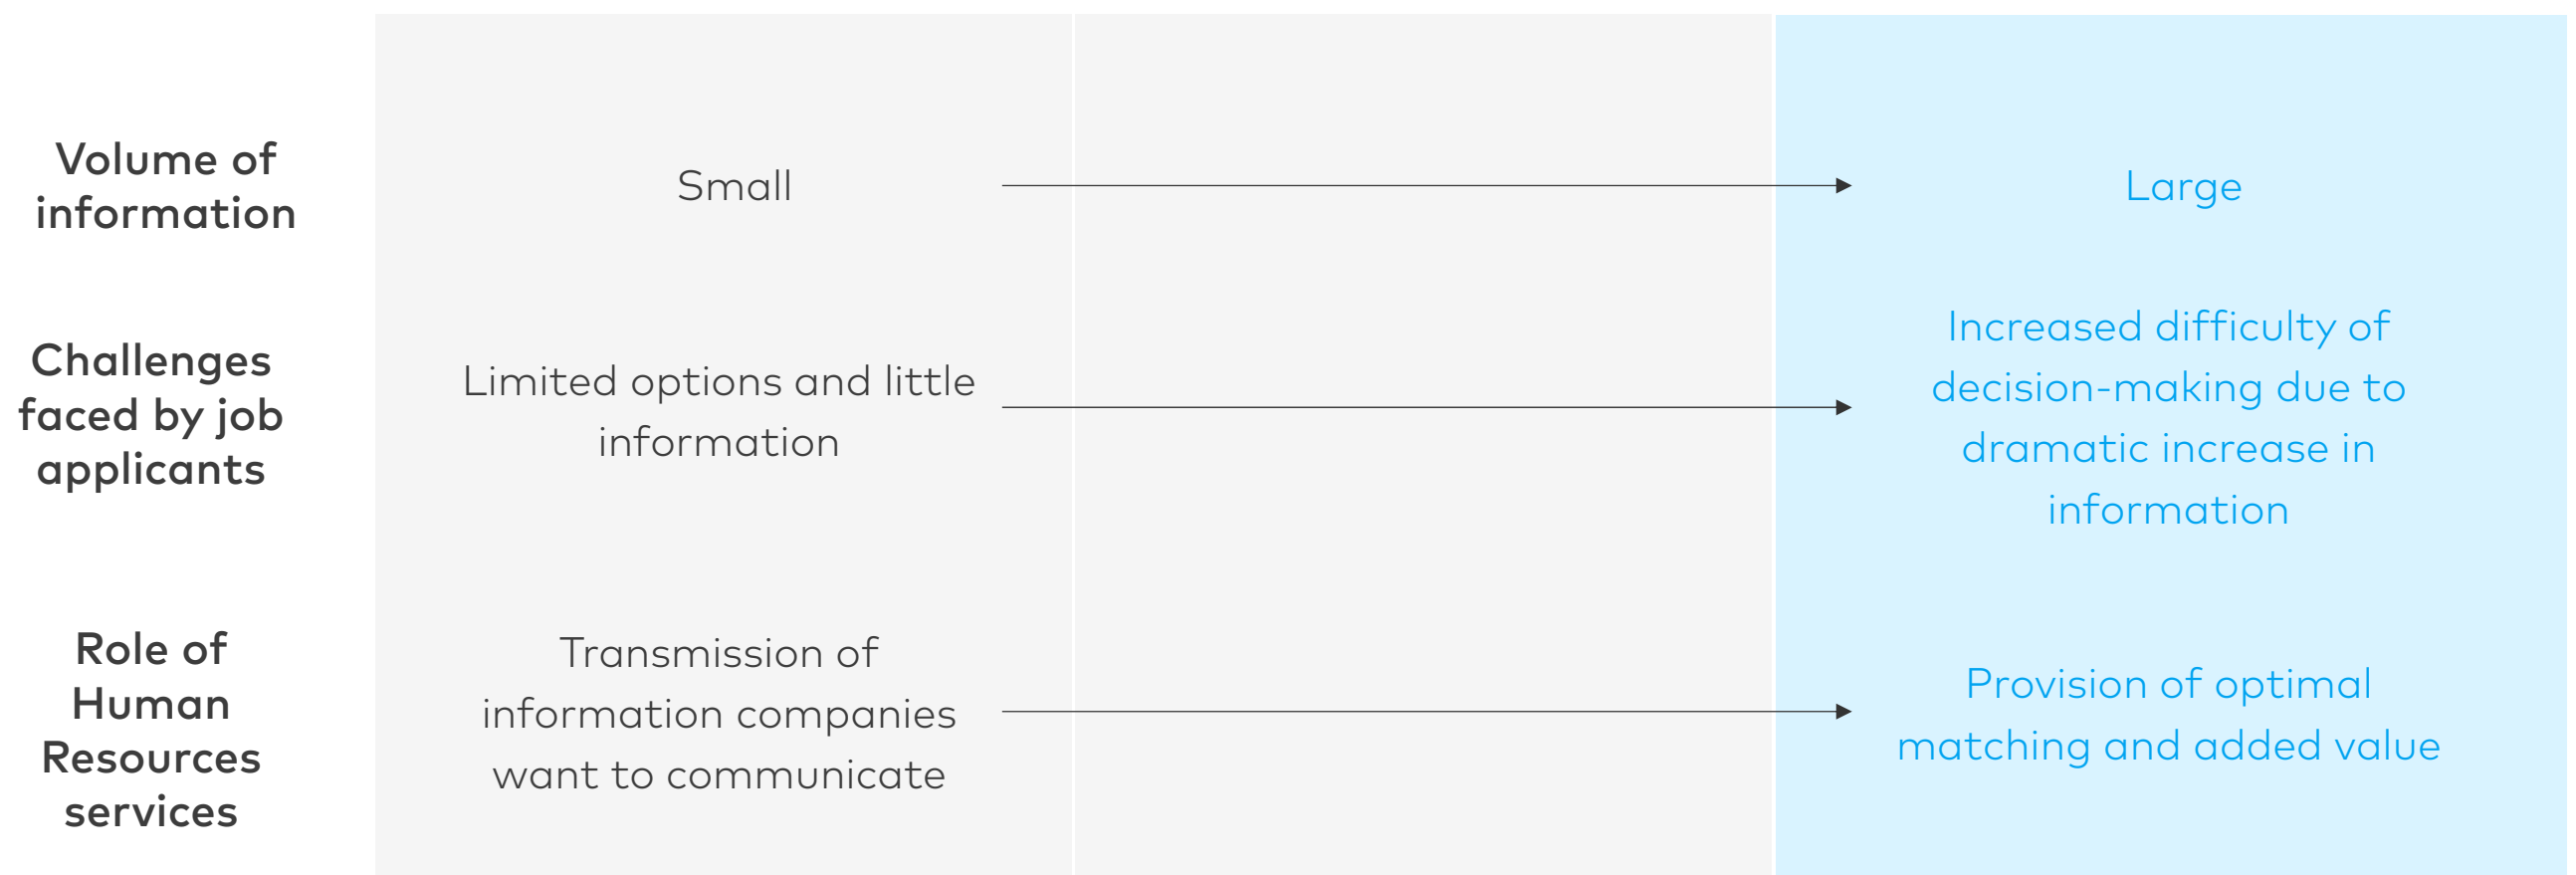 Volume of
information
Small
Large
Challenges
faced by job
applicants
Limited options and little
information
Increased difficulty of
decision-making due to
dramatic increase in
information
Role of
Human
Resources
services
Transmission of
information companies
want to communicate
Provision of optimal
matching and added value